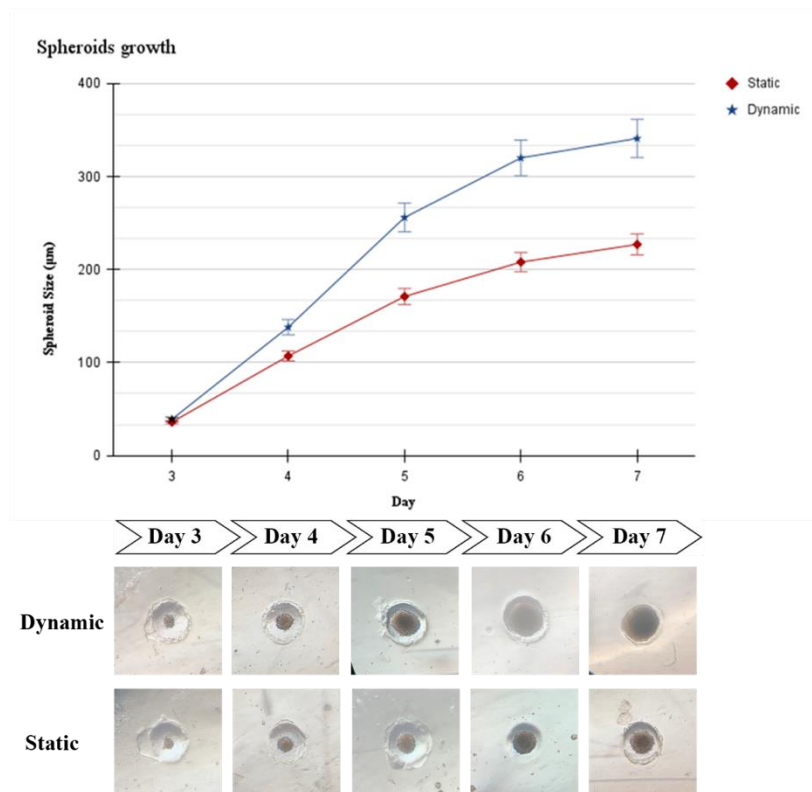 Spheroids growth
400
300
200
100
0
Spheroid Size (μm)
3 4 5 6 7
Day
Static
Dynamic
Day 3 Day 4 Day 5 Day 6 Day 7
Dynamic
Static